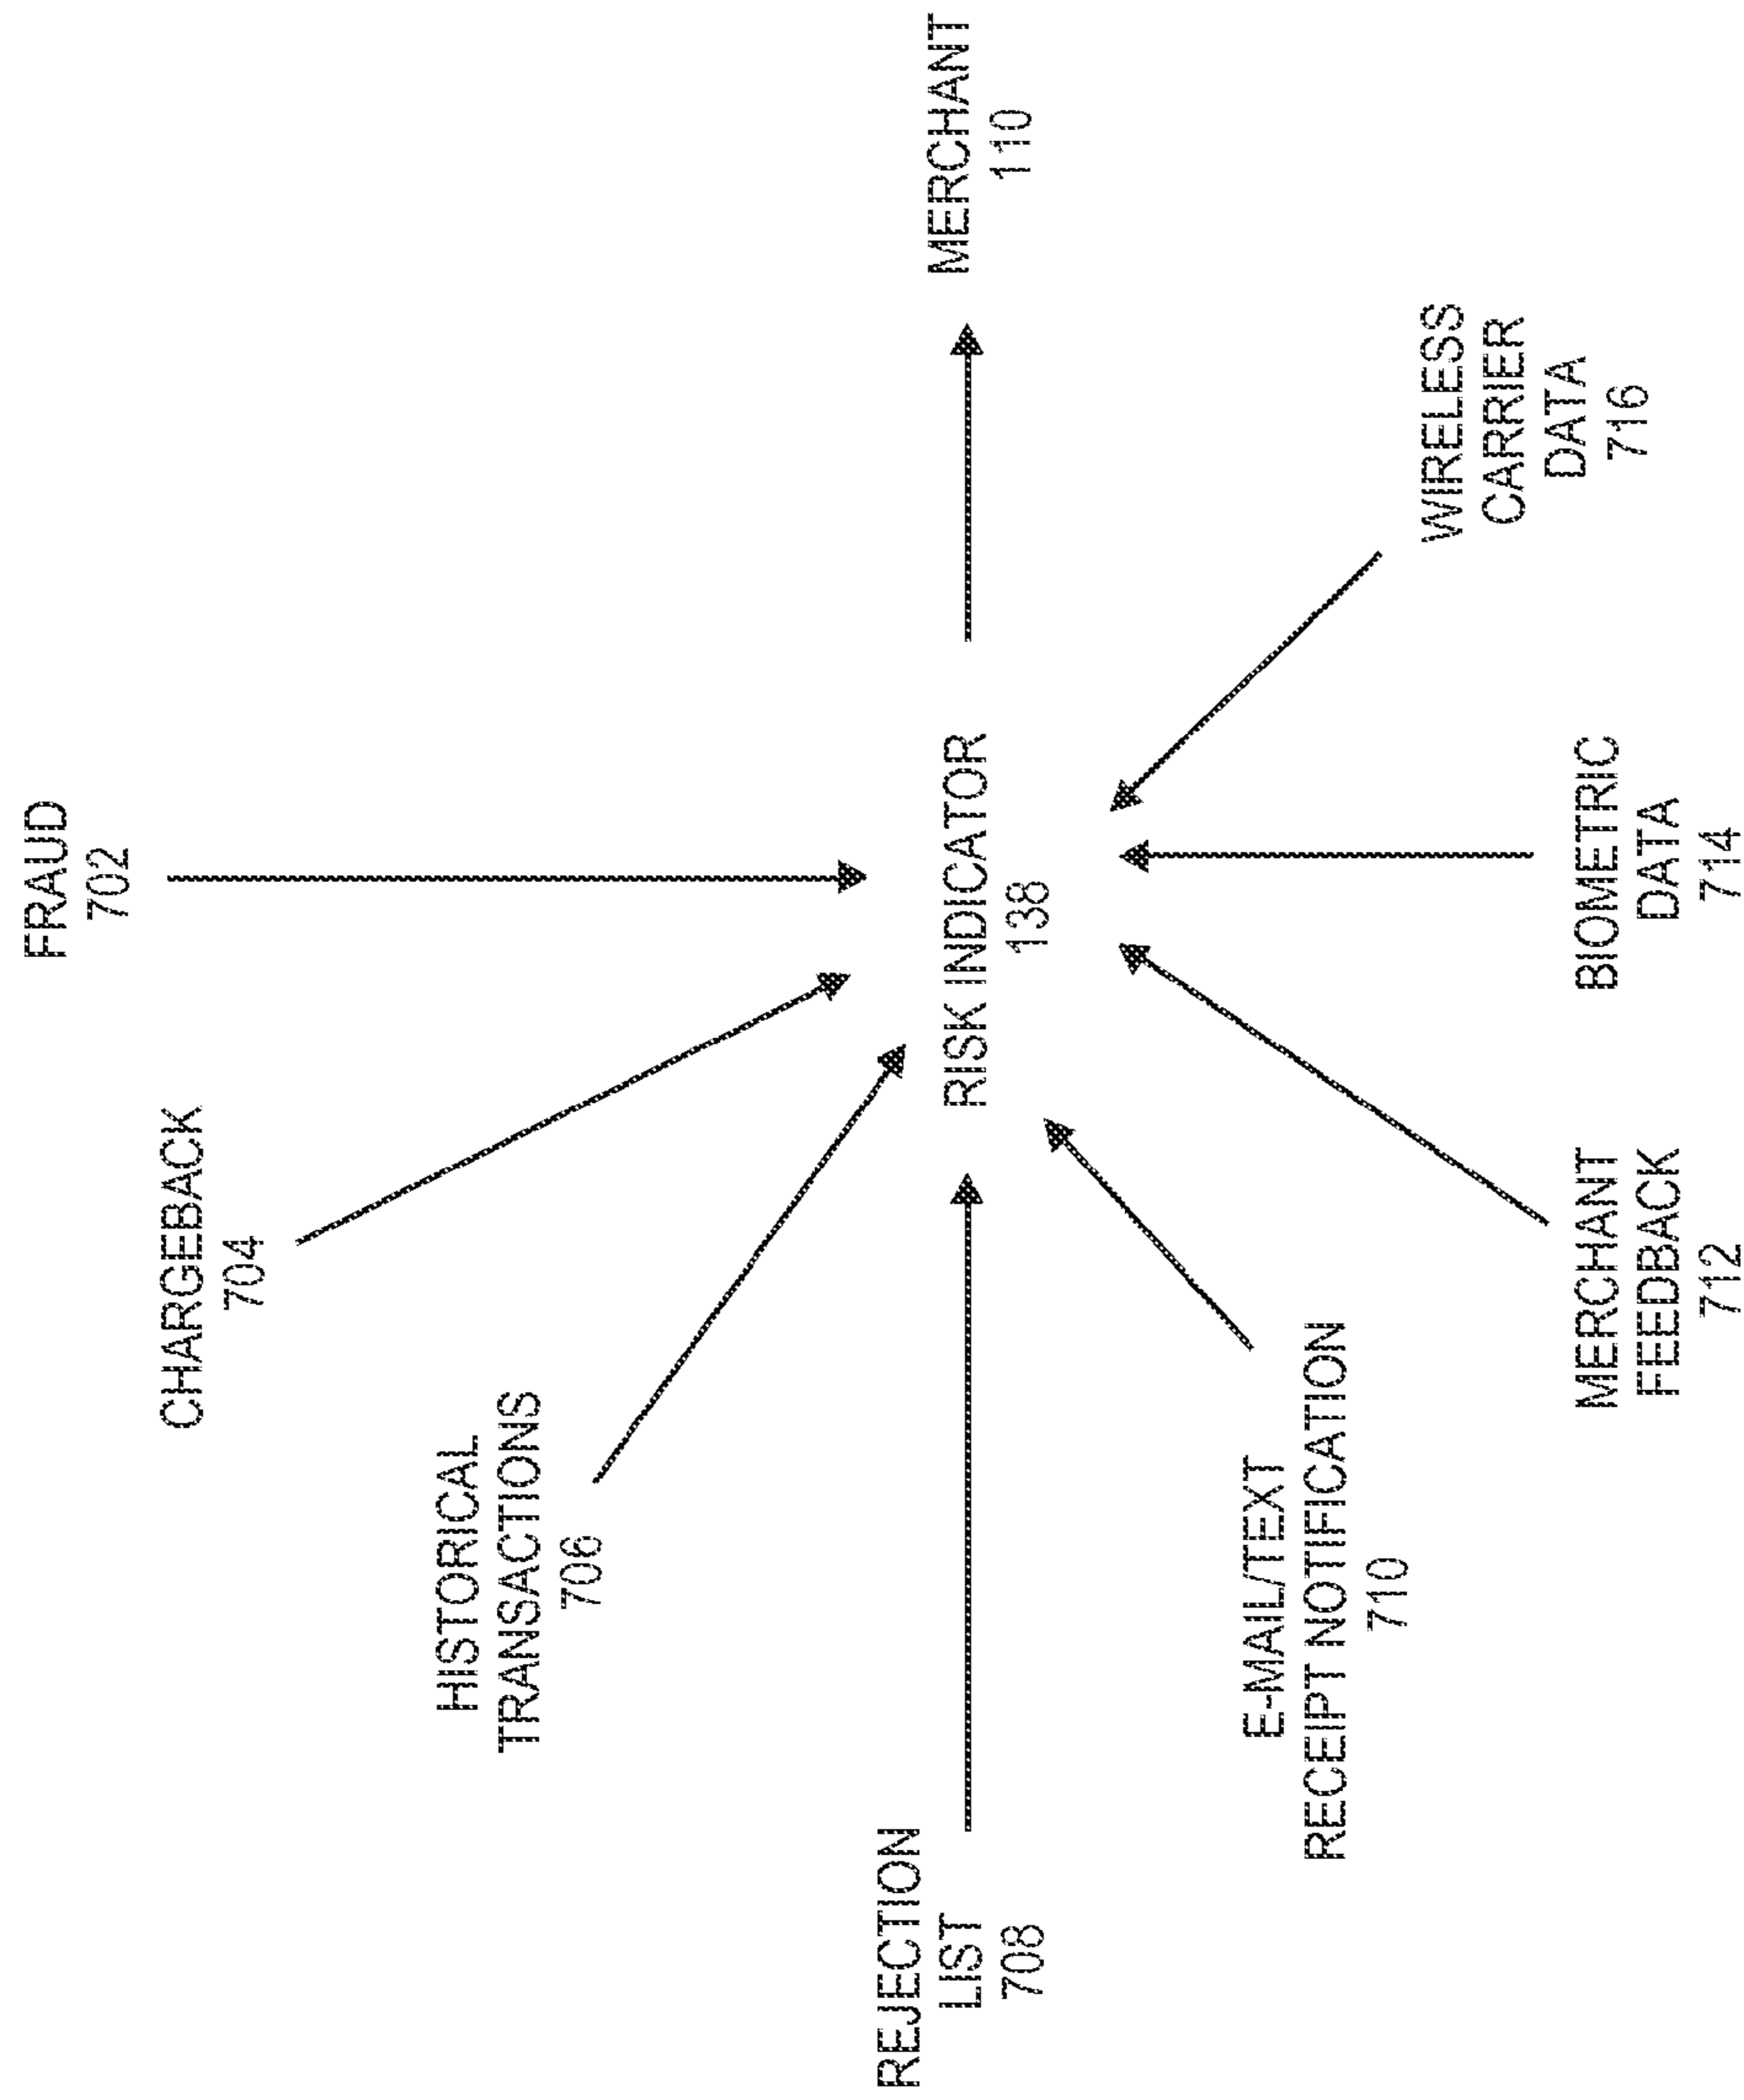 FRAUD
702
CHARGEBACK
704
HISTORICAL
TRANSACTIONS
706
REJECTION
LIST
708
RISK INDICATOR
138
MERCHANT
110
E-MAIL/TEXT
RECEIPT NOTIFICATION
710
MERCHANT
FEEDBACK
712
BIOMETRIC
DATA
714
WIRELESS
CARRIER
DATA
716